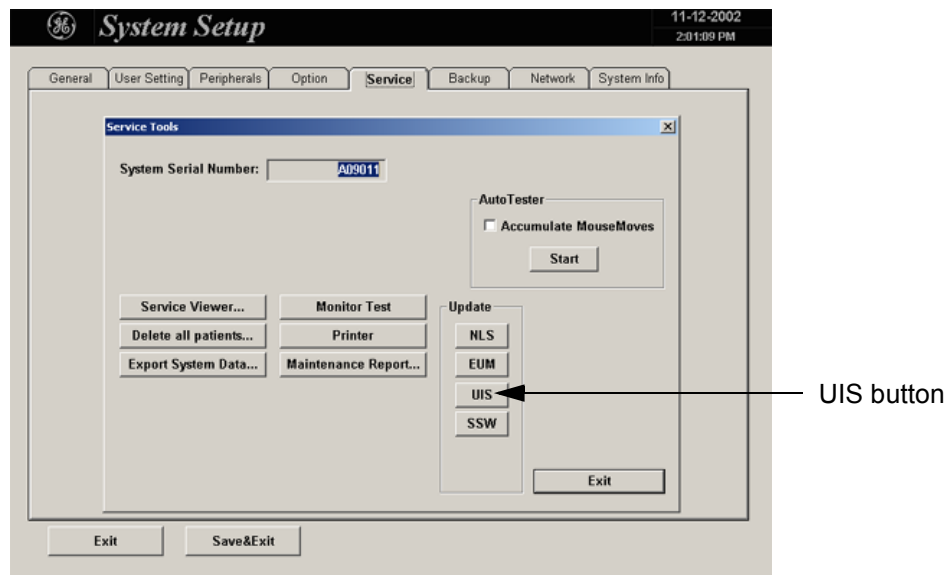 11-12-2002
System Setup
2:01:09 PM
General User Setting Peripherals Option Service Backup Network System Info
Service Tools
System Serial Number: A09011
AutoTester
Accumulate MouseMoves
Start
Service Viewer... Monitor Test Update
Delete all patients... Printer NLS
Export System Data... Maintenance Report... EUM
UIS UIS button
SSW
Exit
Exit Save&Exit